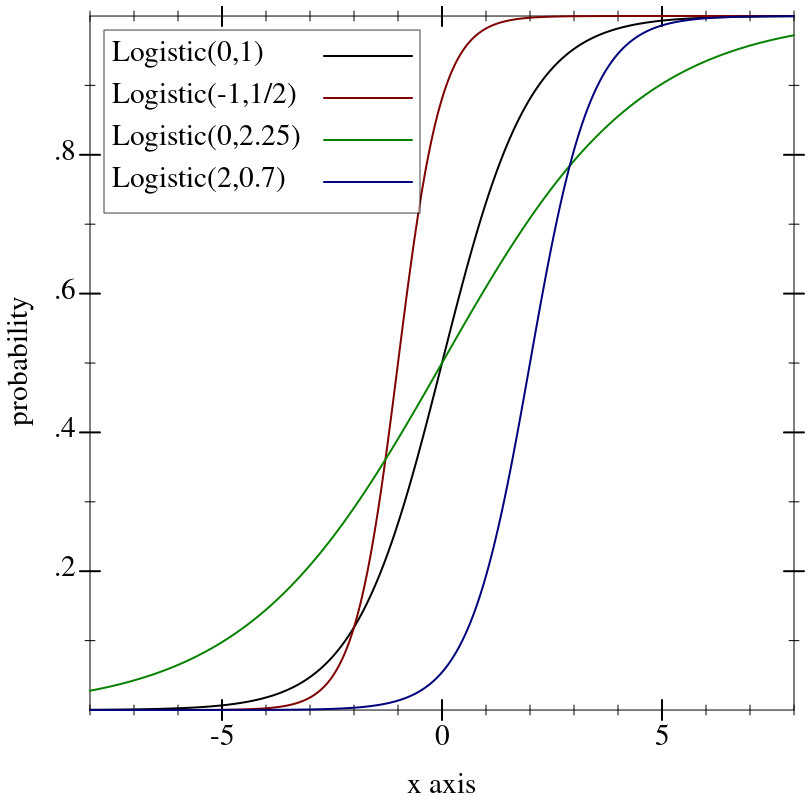 Logistic(0,1)
Logistic(-1,1/2)
Logistic(0,2.25)
Logistic(2,0.7)
.8
.6
.4
.2
probability
-5 0 5
x axis